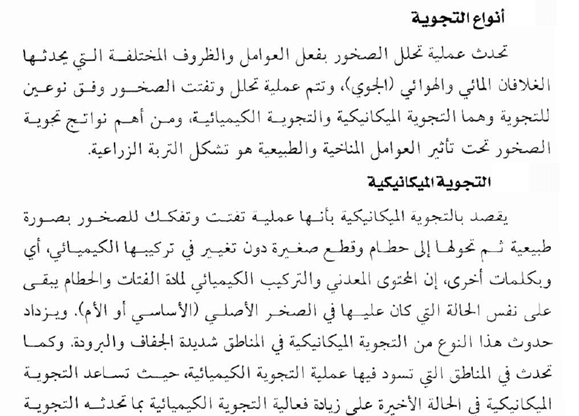 أنواع التجوية
تحدث عملية تحلل الصخور بفعل العوامل والظروف المختلفة التي يحدثها
الغلافان المائي والهوائي (الجوي)، وتتم عملية تحلل وتفتت الصخور وفق نوعين
للتجوية وهما التجوية الميكانيكية والتجوية الكيميائية، ومن أهم نواتج تجوية
الصخور تحت تأثير العوامل المناخية والطبيعية هو تشكل التربة الزراعية.
التجوية الميكانيكية
يقصد بالتجوية الميكانيكية بأنها عملية تفتت وتفكك للصخور بصورة
طبيعية ثم تحولها إلى حطام وقطع صغيرة دون تغيير في تركيبها الكيميائي، أي
وبكلمات أخرى، إن المحتوى المعدني والتركيب الكيميائي لمادة الفتات والحطام يبقى
على نفس الحالة التي كان عليها في الصخر الأصلي (الأساسي أو الأم). ويزداد
حدوث هذا النوع من التجوية الميكانيكية في المناطق شديدة الجفاف والبرودة. وكما
تحدث في المناطق التي تسود فيها عملية التجوية الكيميائية، حيث تساعد التجوية
الميكانيكية في الحالة الأخيرة على زيادة فعالية التجوية الكيميائية بما تحدثه التجوية